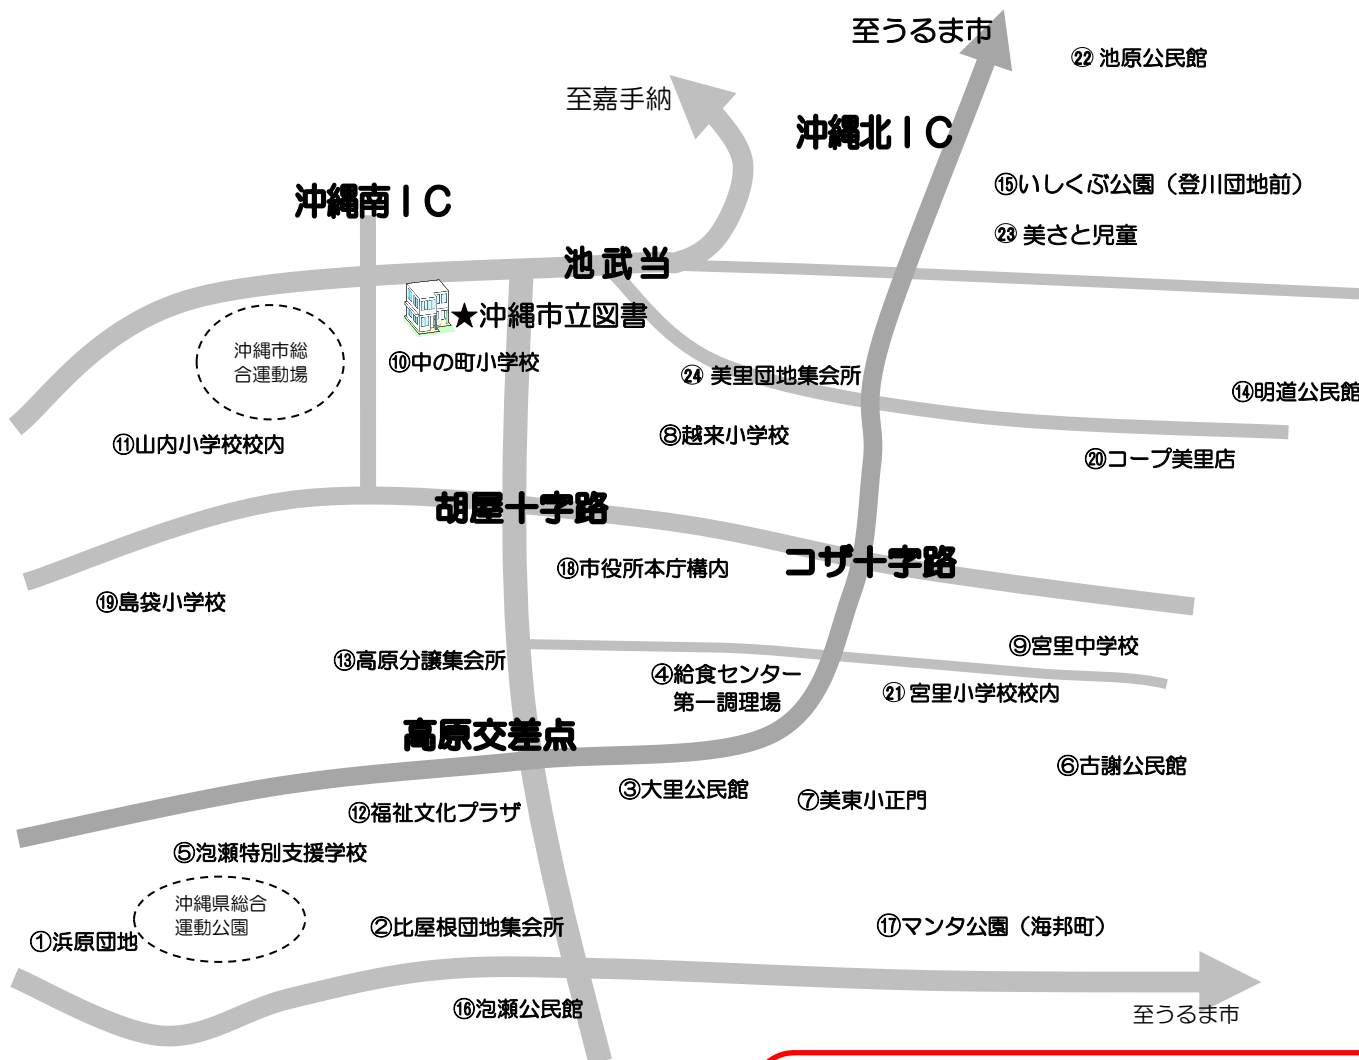 至うるま市
㉒ 池原公民館
至嘉手納
沖縄北ＩＣ
⑮いしくぶ公園（登川団地前）
沖縄南ＩＣ
㉓ 美さと児童
池武当
★沖縄市立図書
沖縄市総
合運動場
⑩中の町小学校
㉔ 美里団地集会所
⑭明道公民館
⑪山内小学校校内
⑧越来小学校
⑳コープ美里店
胡屋十字路
コザ十字路
⑱市役所本庁構内
⑲島袋小学校
⑨宮里中学校
⑬高原分譲集会所
④給食センター
第一調理場
㉑ 宮里小学校校内
高原交差点
⑥古謝公民館
③大里公民館
⑦美東小正門
⑫福祉文化プラザ
⑤泡瀬特別支援学校
沖縄県総合
運動公園
①浜原団地
②比屋根団地集会所
⑰マンタ公園（海邦町）
⑯泡瀬公民館
至うるま市